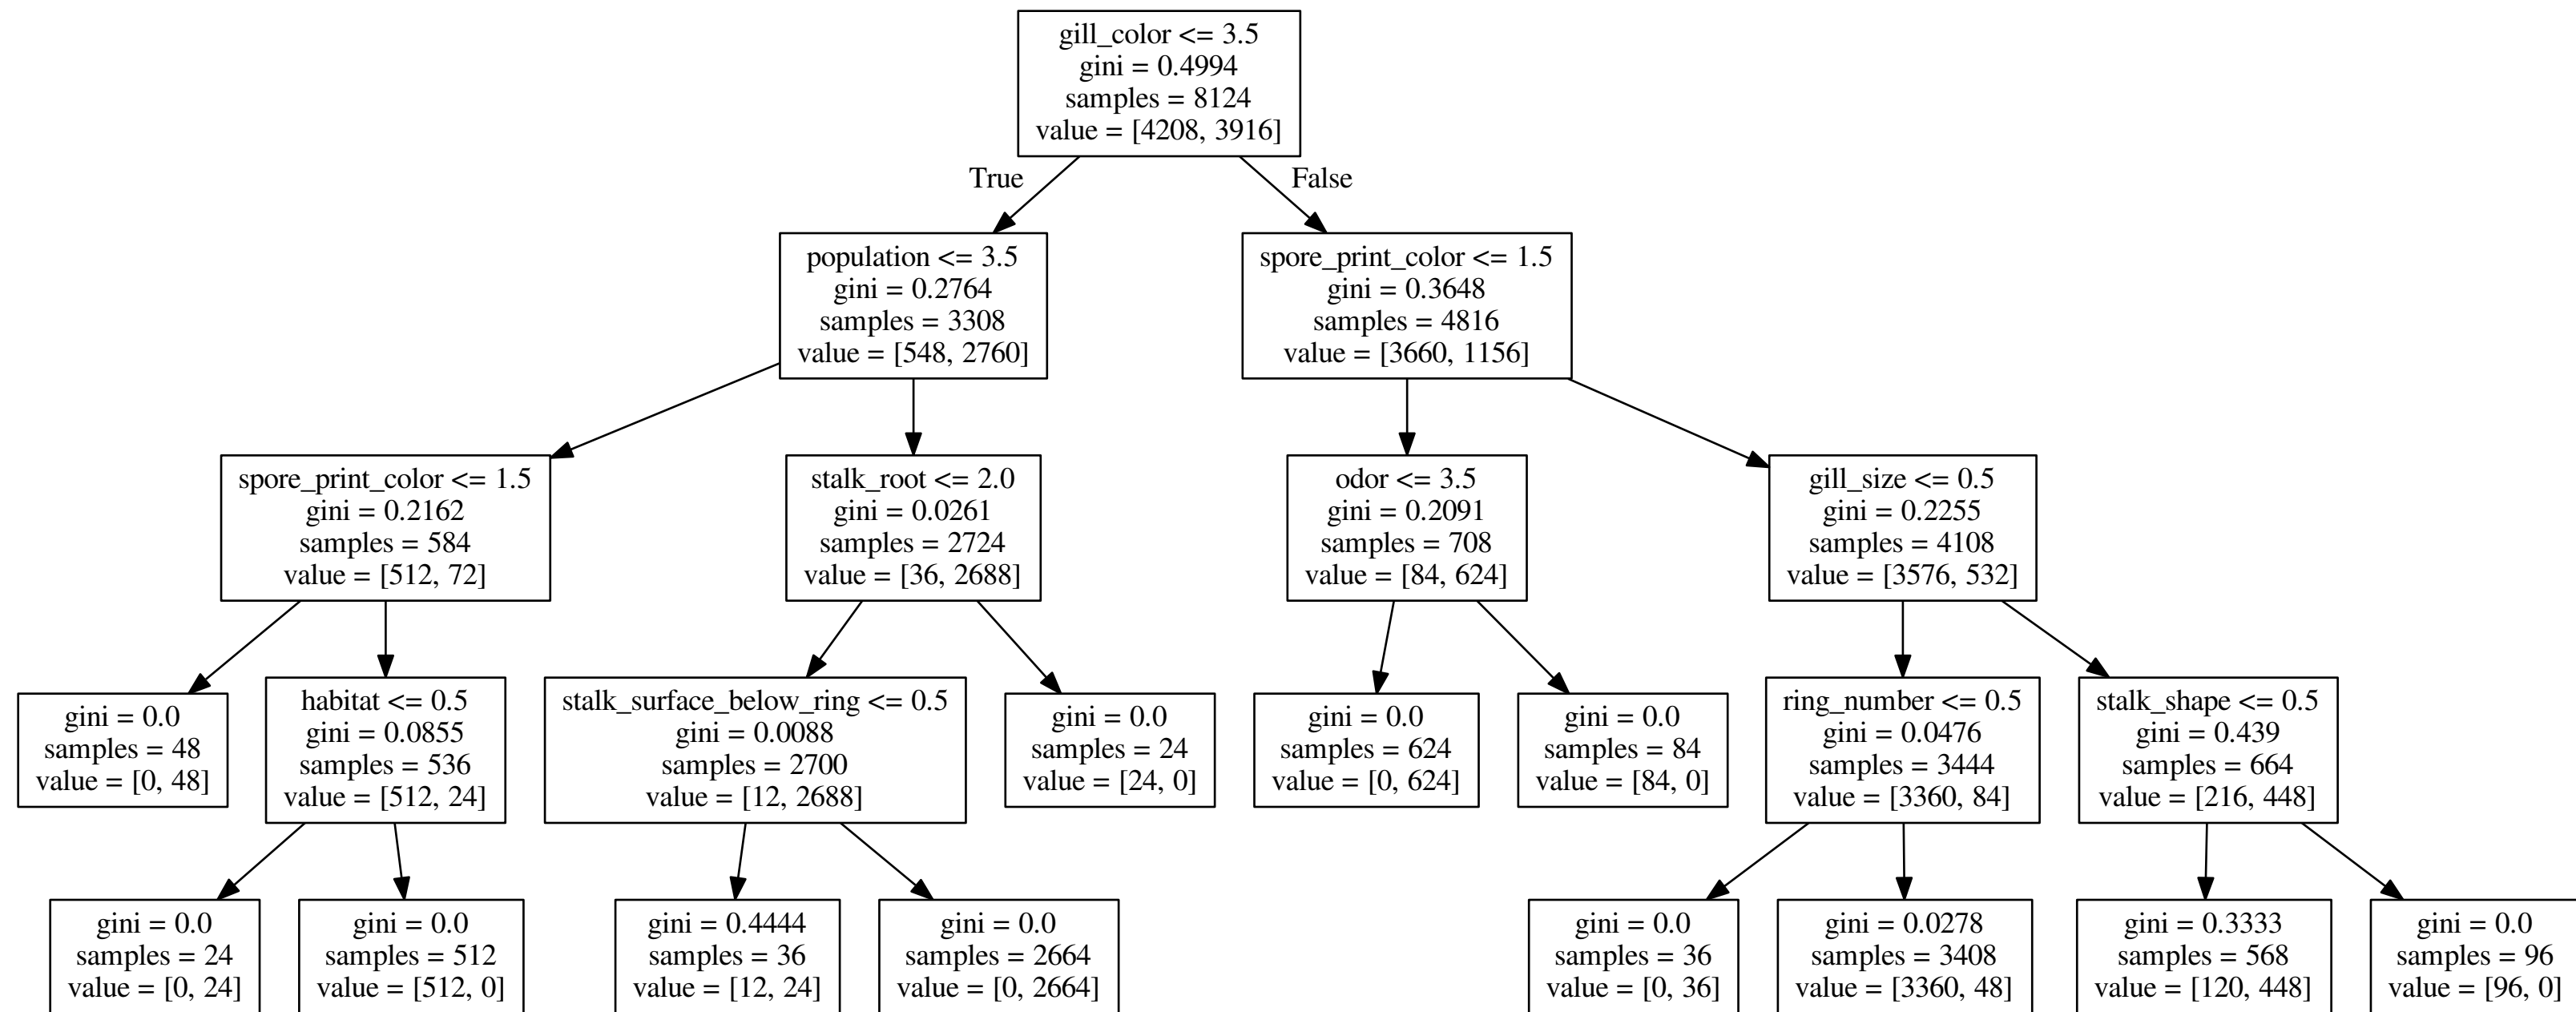 gill_color <= 3.5
gini = 0.4994
samples = 8124
value = [4208, 3916]
True
False
population <= 3.5
gini = 0.2764
samples = 3308
value = [548, 2760]
spore_print_color <= 1.5
gini = 0.3648
samples = 4816
value = [3660, 1156]
spore_print_color <= 1.5
gini = 0.2162
samples = 584
value = [512, 72]
stalk_root <= 2.0
gini = 0.0261
samples = 2724
value = [36, 2688]
odor <= 3.5
gini = 0.2091
samples = 708
value = [84, 624]
gill_size <= 0.5
gini = 0.2255
samples = 4108
value = [3576, 532]
gini = 0.0
samples = 48
value = [0, 48]
habitat <= 0.5
gini = 0.0855
samples = 536
value = [512, 24]
stalk_surface_below_ring <= 0.5
gini = 0.0088
samples = 2700
value = [12, 2688]
gini = 0.0
samples = 24
value = [24, 0]
gini = 0.0
samples = 624
value = [0, 624]
gini = 0.0
samples = 84
value = [84, 0]
ring_number <= 0.5
gini = 0.0476
samples = 3444
value = [3360, 84]
stalk_shape <= 0.5
gini = 0.439
samples = 664
value = [216, 448]
gini = 0.0
samples = 24
value = [0, 24]
gini = 0.0
samples = 512
value = [512, 0]
gini = 0.4444
samples = 36
value = [12, 24]
gini = 0.0
samples = 2664
value = [0, 2664]
gini = 0.0
samples = 36
value = [0, 36]
gini = 0.0278
samples = 3408
value = [3360, 48]
gini = 0.3333
samples = 568
value = [120, 448]
gini = 0.0
samples = 96
value = [96, 0]